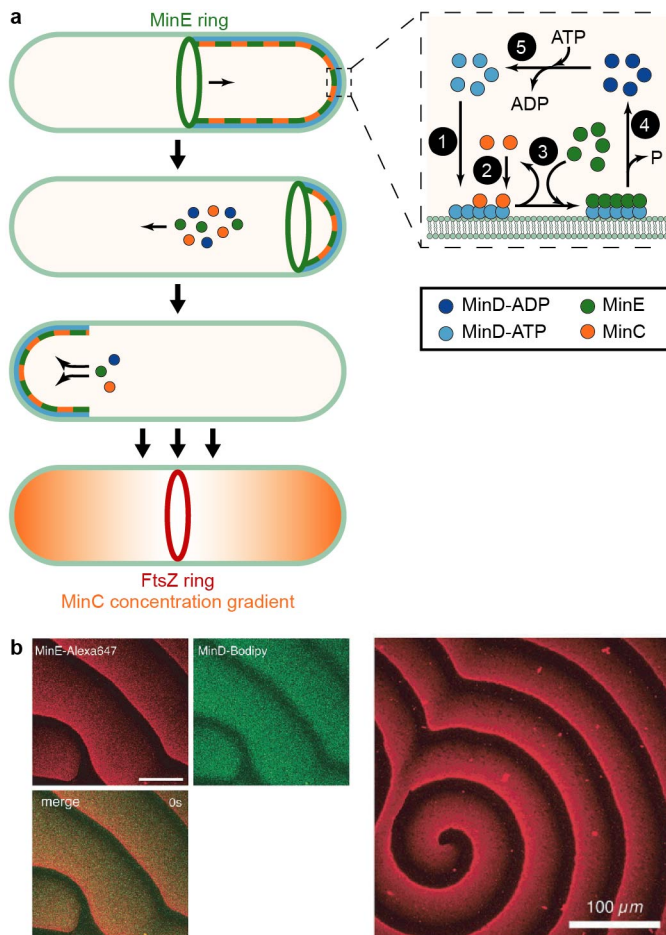 a
MinE ring
5
ATP
ADP
1
2
3
4
P
MinD-ADP
MinE
MinD-ATP
MinC
FtsZ ring
MinC concentration gradient
b
MinE-Alexa647
MinD-Bodipy
merge
0s
100 µm